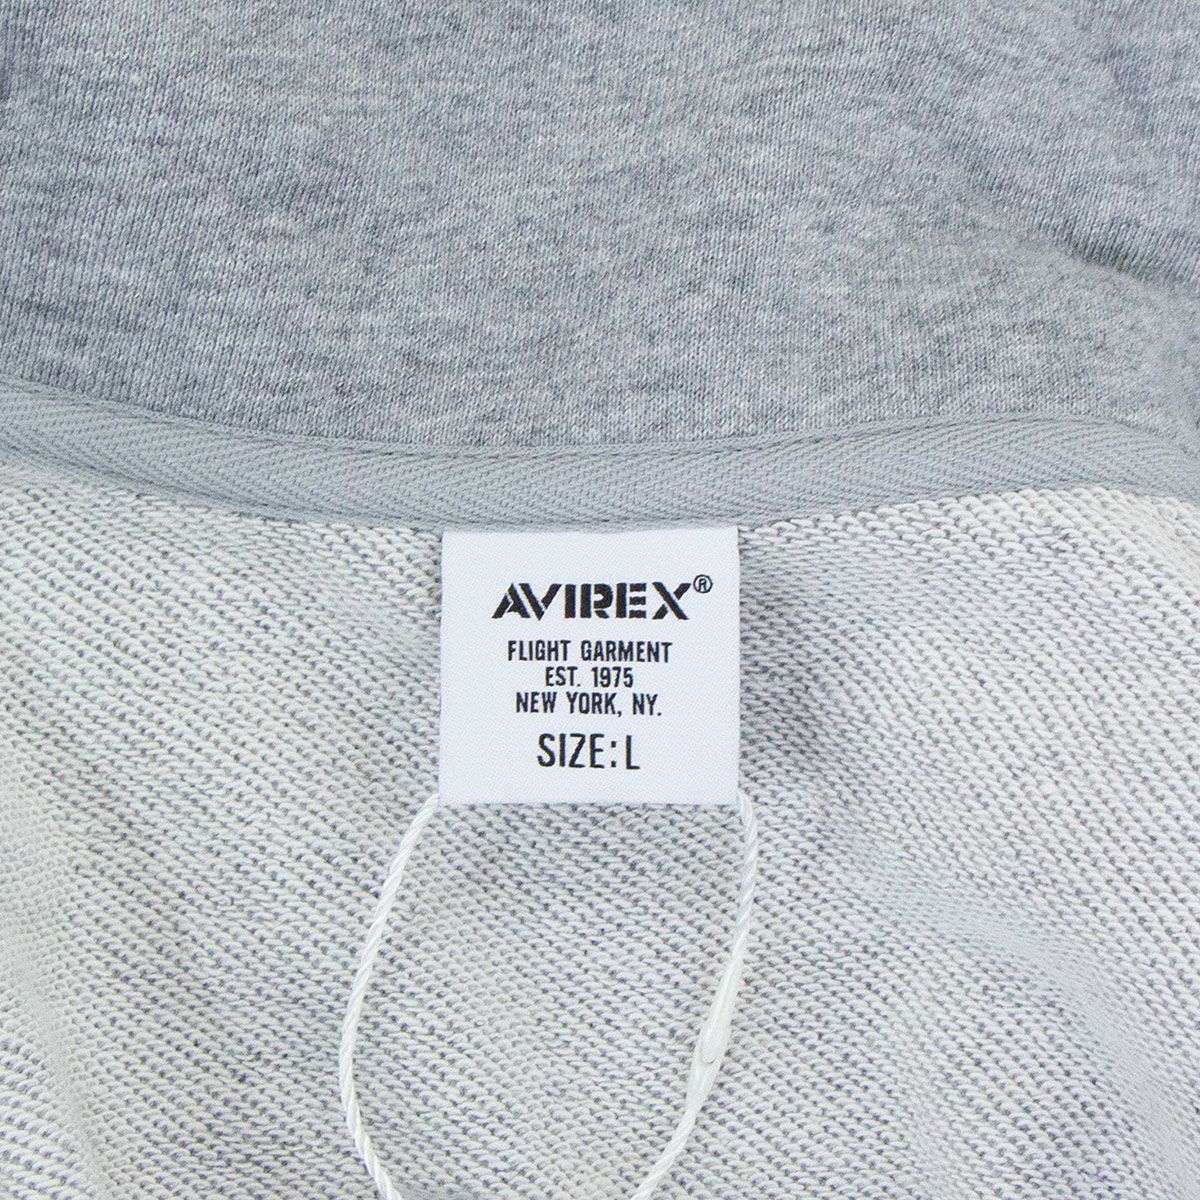 AVIREX®
FLIGHT GARMENT
EST. 1975
NEW YORK, NY.
SIZE: L